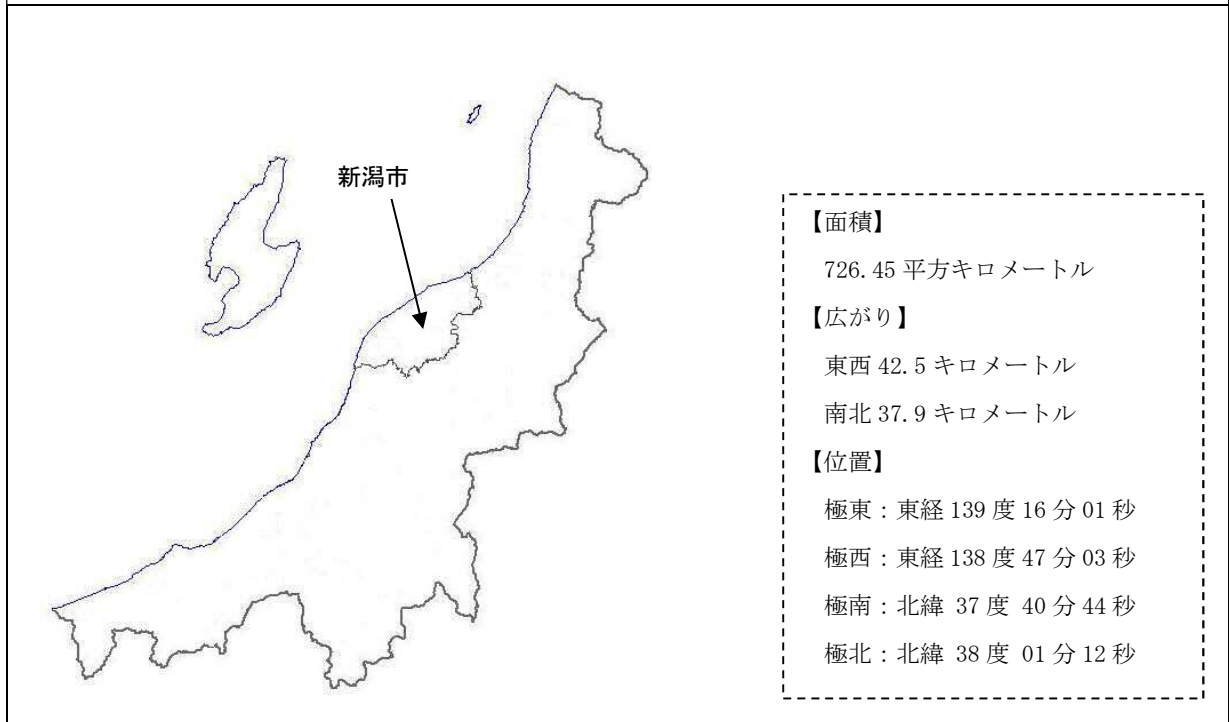 新潟市
【面積】
726.45 平方キロメートル
【広がり】
東西 42.5 キロメートル
南北 37.9 キロメートル
【位置】
極東：東経 139 度 16 分 01 秒
極西：東経 138 度 47 分 03 秒
極南：北緯 37 度 40 分 44 秒
極北：北緯 38 度 01 分 12 秒